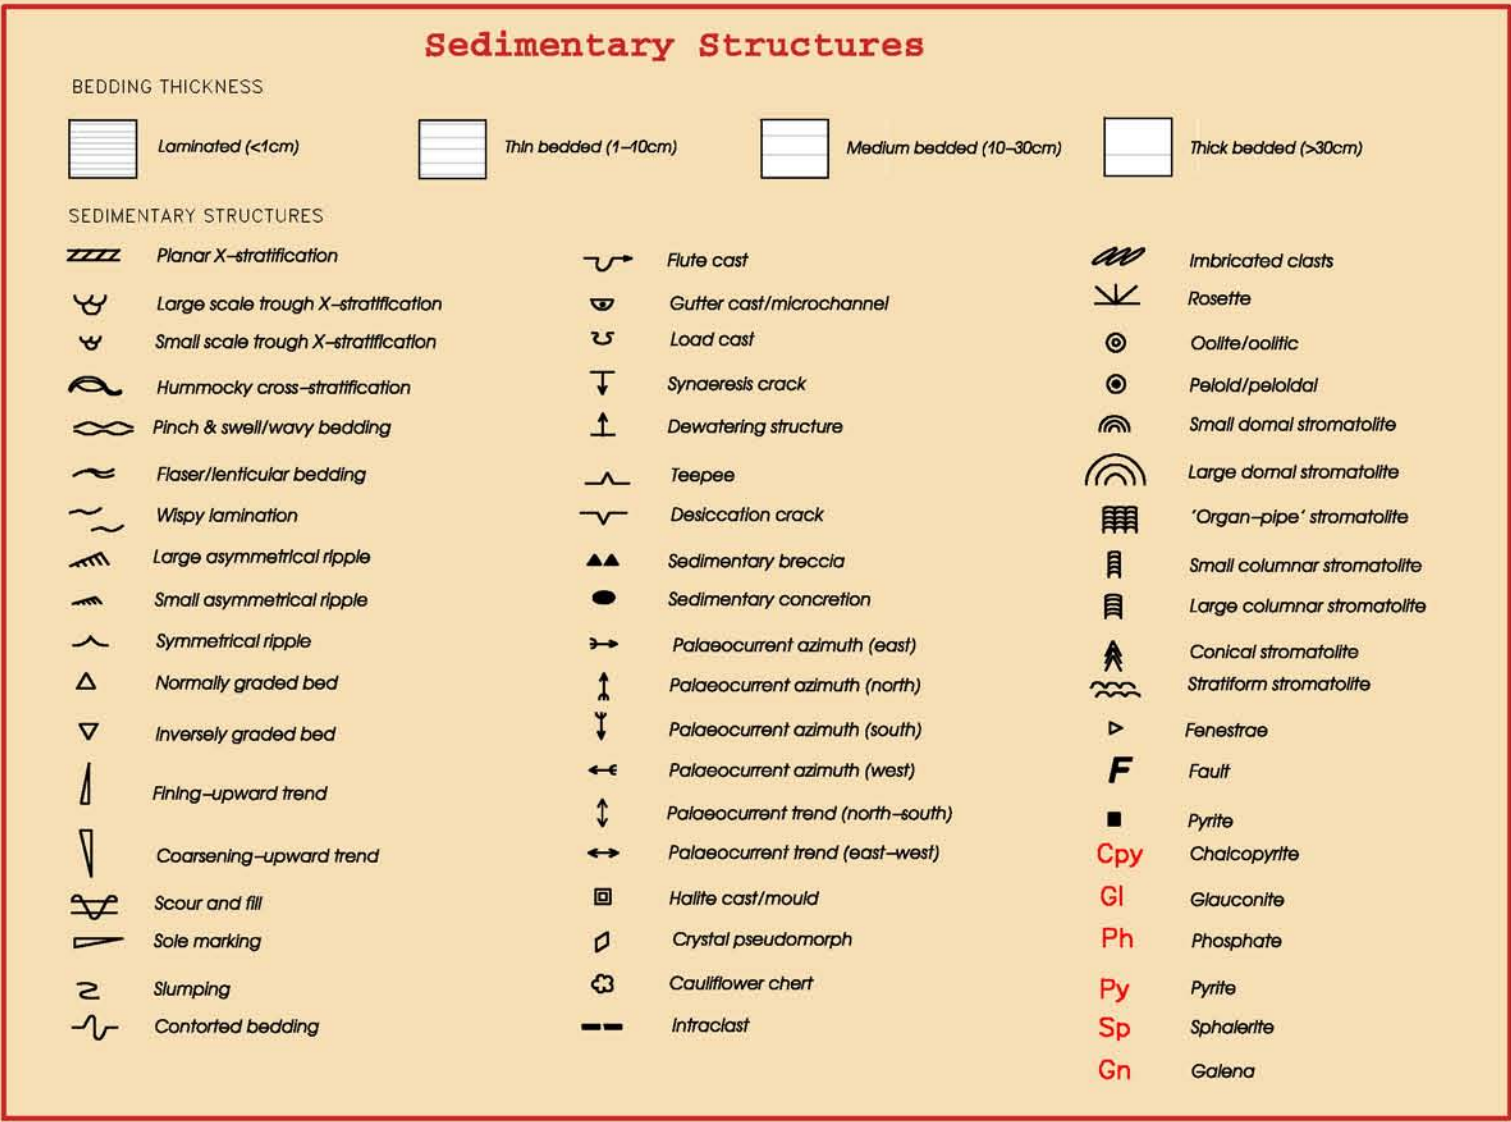 Sedimentary Structures
BEDDING THICKNESS
Laminated (<1cm)
Thin bedded (1–10cm)
Medium bedded (10–30cm)
Thick bedded (>30cm)
SEDIMENTARY STRUCTURES
Planar X–stratification
Large scale trough X–stratification
Small scale trough X–stratification
Hummocky cross–stratification
Pinch & swell/wavy bedding
Flaser/lenticular bedding
Wispy lamination
Large asymmetrical ripple
Small asymmetrical ripple
Symmetrical ripple
Normally graded bed
Inversely graded bed
Fining–upward trend
Coarsening–upward trend
Scour and fill
Sole marking
Slumping
Contorted bedding
Flute cast
Gutter cast/microchannel
Load cast
Synaeresis crack
Dewatering structure
Teepee
Desiccation crack
Sedimentary breccia
Sedimentary concretion
Palaeocurrent azimuth (east)
Palaeocurrent azimuth (north)
Palaeocurrent azimuth (south)
Palaeocurrent azimuth (west)
Palaeocurrent trend (north–south)
Palaeocurrent trend (east–west)
Halite cast/mould
Crystal pseudomorph
Cauliflower chert
Intraclast
Imbricated clasts
Rosette
Oolite/oolitic
Peloid/peloidal
Small domal stromatolite
Large domal stromatolite
'Organ–pipe' stromatolite
Small columnar stromatolite
Large columnar stromatolite
Conical stromatolite
Stratiform stromatolite
Fenestrae
F Fault
Pyrite
Cpy Chalcopyrite
Gl Glauconite
Ph Phosphate
Py Pyrite
Sp Sphalerite
Gn Galena